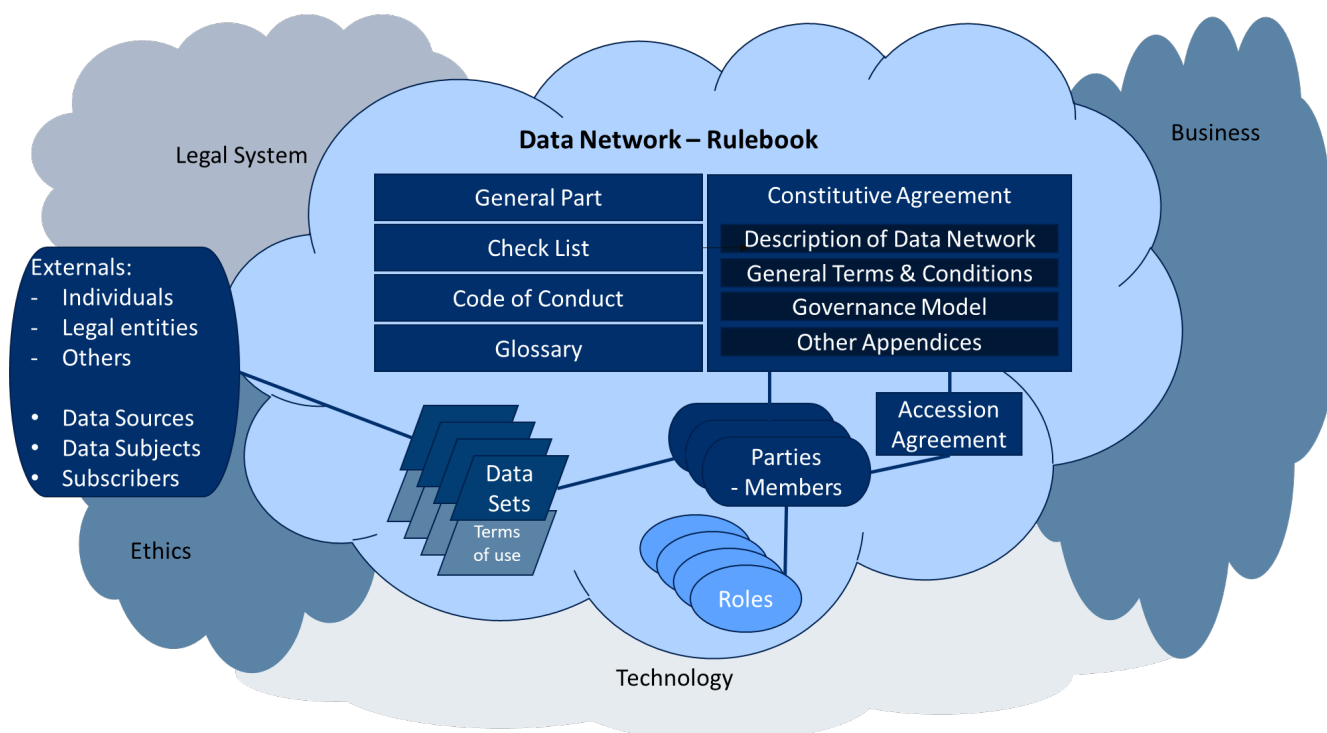 Data Network – Rulebook
Legal System
Business
General Part
Check List
Code of Conduct
Glossary
Constitutive Agreement
Description of Data Network
General Terms & Conditions
Governance Model
Other Appendices
Externals:
- Individuals
- Legal entities
- Others
• Data Sources
• Data Subjects
• Subscribers
Accession
Agreement
Parties
- Members
Data
Sets
Terms
of use
Roles
Ethics
Technology